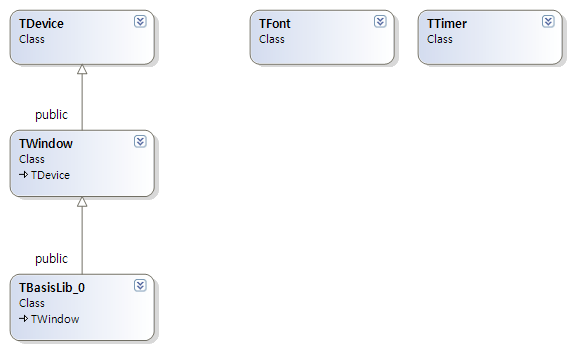 TDevice
Class
TFont
Class
TTimer
Class
public
TWindow
Class
TDevice
public
TBasisLib_0
Class
TWindow